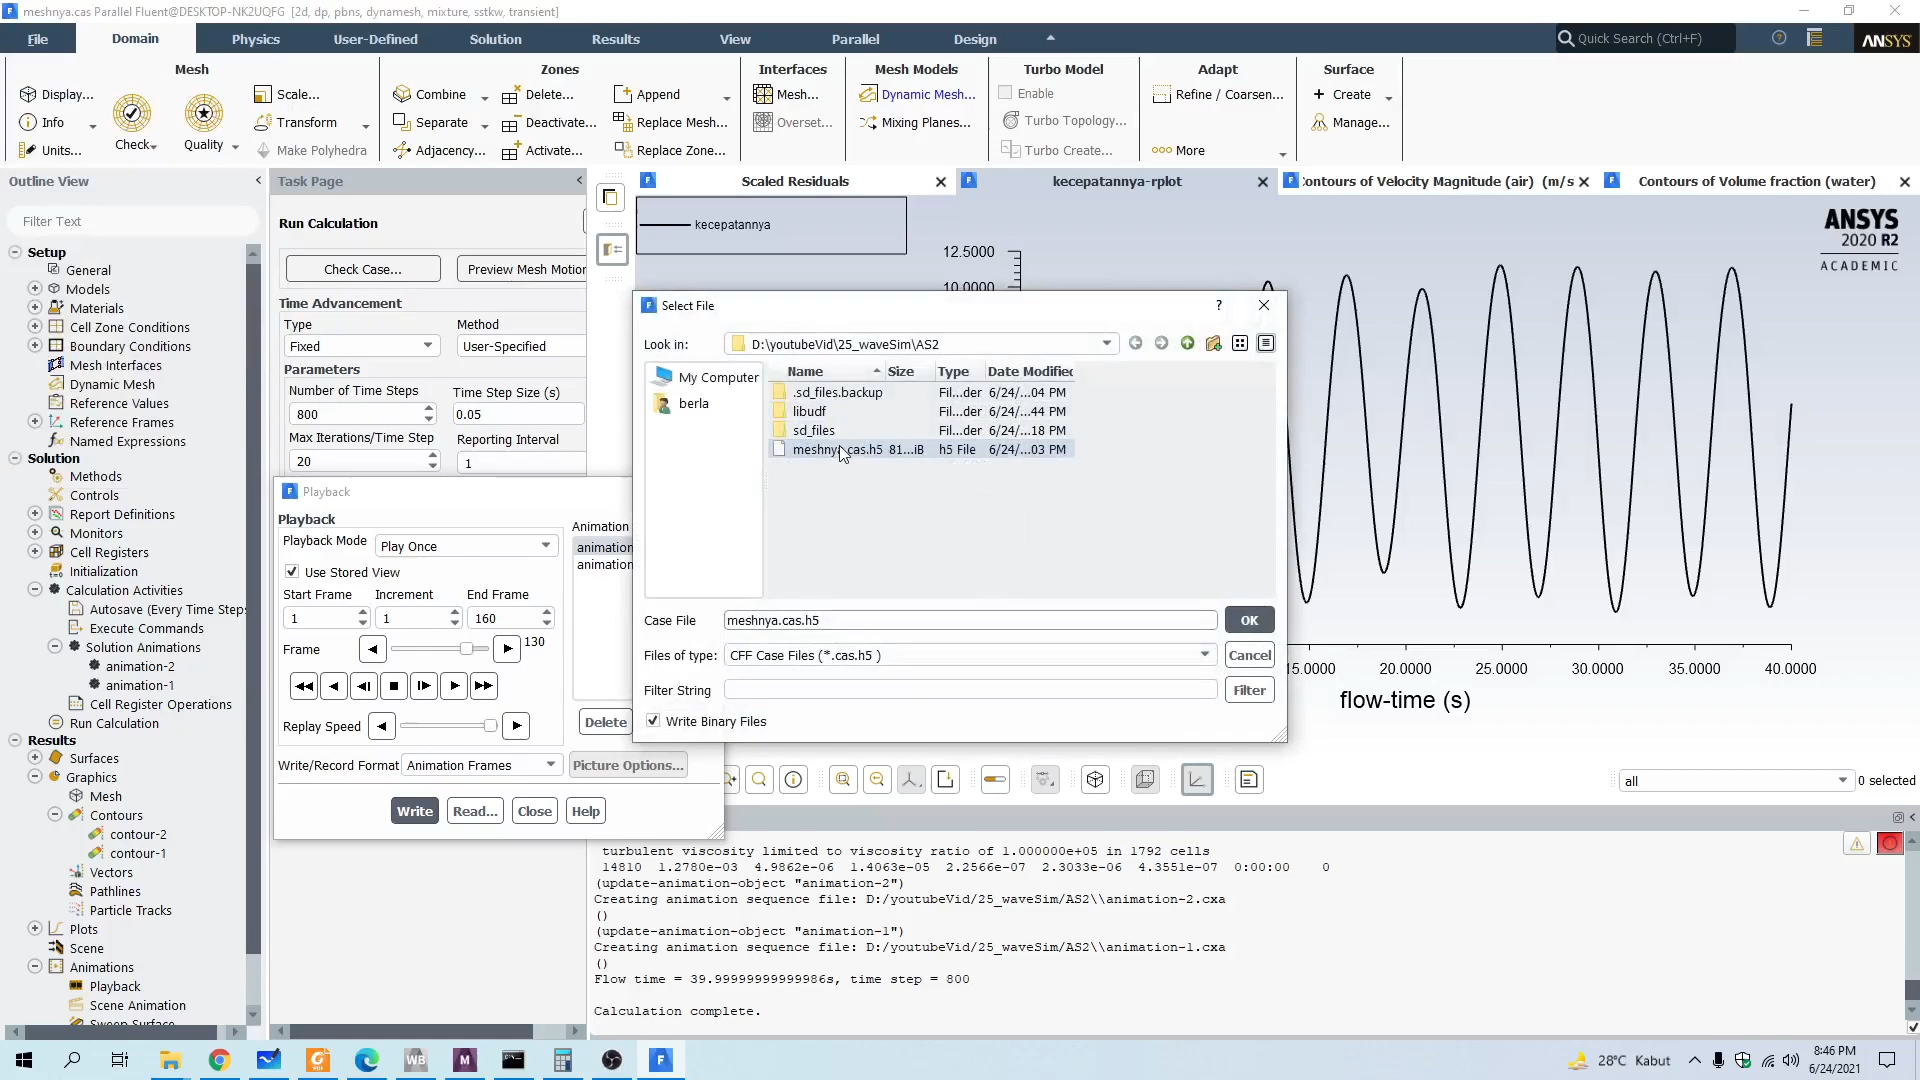 meshnya.cas Parallel Fluent@DESKTOP-NK2UQFG [2d, dp, pbns, dynamesh, mixture, sstkw, transient]
File
Domain
Physics
User-Defined
Solution
Results
View
Parallel
Design
Quick Search (Ctrl+F)
ANSYS
Mesh
Display...
Info
Units...
Check
Quality
Scale...
Transform
Make Polyhedra
Zones
Combine
Separate
Adjacency...
Delete...
Deactivate...
Activate...
Append
Replace Mesh...
Replace Zone...
Interfaces
Mesh...
Overset...
Mesh Models
Dynamic Mesh...
Mixing Planes...
Turbo Model
Enable
Turbo Topology...
Turbo Create...
Adapt
Refine / Coarsen...
More
Surface
Create
Manage...
Outline View
Filter Text
Setup
General
Models
Materials
Cell Zone Conditions
Boundary Conditions
Mesh Interfaces
Dynamic Mesh
Reference Values
Reference Frames
Named Expressions
Solution
Methods
Controls
Report Definitions
Monitors
Cell Registers
Initialization
Calculation Activities
Autosave (Every Time Steps
Execute Commands
Solution Animations
animation-2
animation-1
Cell Register Operations
Run Calculation
Results
Surfaces
Graphics
Mesh
Contours
contour-2
contour-1
Vectors
Pathlines
Particle Tracks
Plots
Scene
Animations
Playback
Scene Animation
Sweep Surface
Task Page
Run Calculation
Check Case...
Preview Mesh Motion
Time Advancement
Type
Method
Fixed
User-Specified
Parameters
Number of Time Steps
Time Step Size (s)
800
0.05
Max Iterations/Time Step
Reporting Interval
20
1
Playback
Playback
Playback Mode
Play Once
Use Stored View
Start Frame
Increment
End Frame
1
1
160
Frame
130
Replay Speed
Write/Record Format
Animation Frames
Picture Options...
Write
Read...
Close
Help
Animation
animation
animation
Delete
Scaled Residuals
kecepatannya-rplot
ontours of Velocity Magnitude (air) (m/s
Contours of Volume fraction (water)
kecepatannya
12.5000
10.0000
ANSYS
2020 R2
ACADEMIC
15.0000
20.0000
25.0000
30.0000
35.0000
40.0000
flow-time (s)
Select File
?
Look in:
D:\youtubeVid\25_waveSim\AS2
My Computer
berla
Name
Size
Type
Date Modified
.sd_files.backup
Fil...der
6/24/...04 PM
libudf
Fil...der
6/24/...44 PM
sd_files
Fil...der
6/24/...18 PM
meshnya.cas.h5
81...iB
h5 File
6/24/...03 PM
Case File
meshnya.cas.h5
OK
Files of type:
CFF Case Files (*.cas.h5 )
Cancel
Filter String
Filter
Write Binary Files
all
0 selected
turbulent viscosity limited to viscosity ratio of 1.000000e+05 in 1792 cells
14810 1.2780e-03 4.9862e-06 1.4063e-05 2.2566e-07 2.3033e-06 4.3551e-07 0:00:00 0
(update-animation-object "animation-2")
Creating animation sequence file: D:/youtubeVid/25_waveSim/AS2\\animation-2.cxa
()
(update-animation-object "animation-1")
Creating animation sequence file: D:/youtubeVid/25_waveSim/AS2\\animation-1.cxa
()
Flow time = 39.99999999999986s, time step = 800
Calculation complete.
28°C Kabut
8:46 PM
6/24/2021